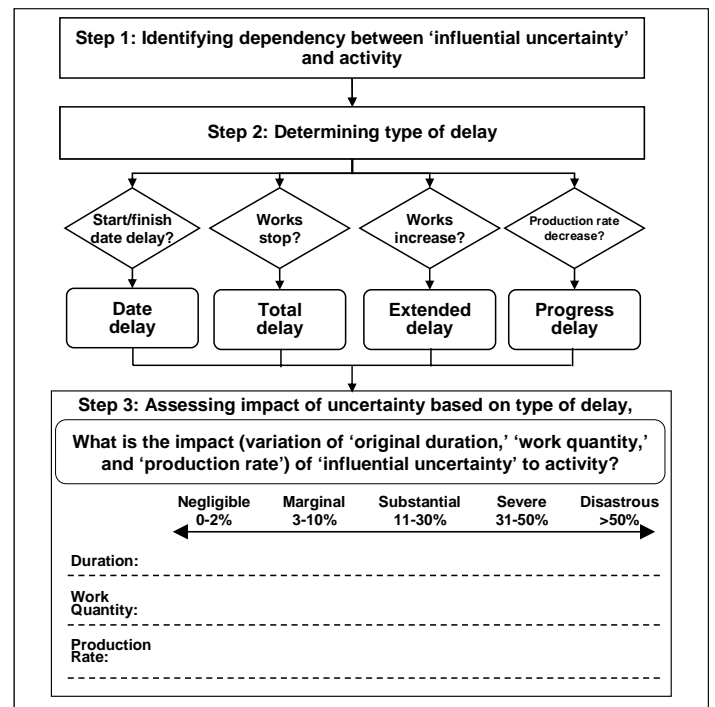 Step 1: Identifying dependency between ‘influential uncertainty’
and activity
Step 2: Determining type of delay
Start/finish
date delay?
Works
stop?
Works
increase?
Production rate
decrease?
Date
delay
Total
delay
Extended
delay
Progress
delay
Step 3: Assessing impact of uncertainty based on type of delay,
What is the impact (variation of ‘original duration,’ ‘work quantity,’
and ‘production rate’) of ‘influential uncertainty’ to activity?
Negligible
0-2%
Marginal
3-10%
Substantial
11-30%
Severe
31-50%
Disastrous
>50%
Duration:
Work
Quantity:
Production
Rate: